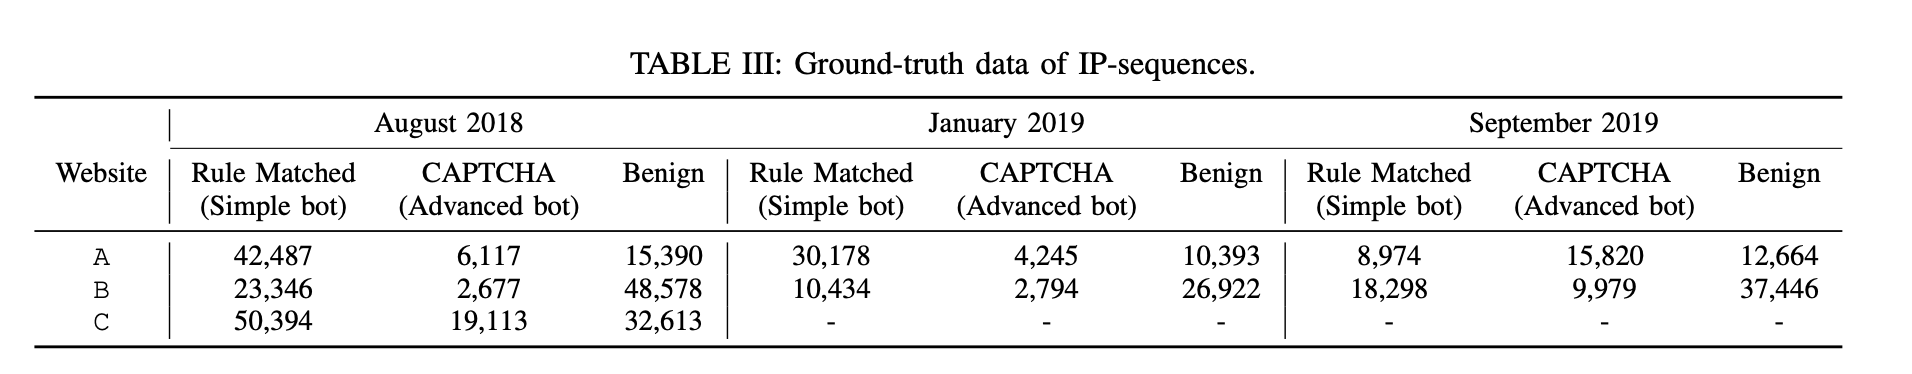 TABLE III: Ground-truth data of IP-sequences.
August 2018 January 2019 September 2019
Website Rule Matched CAPTCHA Benign Rule Matched CAPTCHA Benign Rule Matched CAPTCHA Benign
(Simple bot) (Advanced bot) (Simple bot) (Advanced bot) (Simple bot) (Advanced bot)
A 42,487 6,117 15,390 30,178 4,245 10,393 8,974 15,820 12,664
B 23,346 2,677 48,578 10,434 2,794 26,922 18,298 9,979 37,446
C 50,394 19,113 32,613 - - - - - -